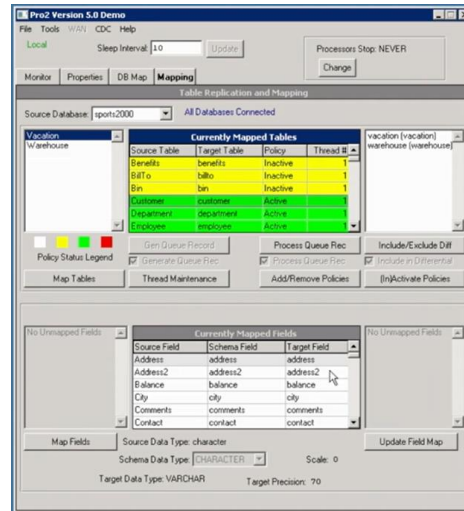 Pro2 Version 5.0 Demo
File Tools WAN CDC Help
Local Sleep Interval: 10 Update Processors Stop: NEVER
Change
Monitor Properties DB Map Mapping
Table Replication and Mapping
Source Database: sports2000 All Databases Connected
Vacation Currently Mapped Tables vacation (vacation)
Warehouse Source Table Target Table Policy Thread # warehouse (warehouse)
Benefits benefits Inactive 1
BillTo billto Inactive 1
Bin bin Inactive 1
Customer customer Active 1
Department department Active 1
Employee employee Active 1
Gen Queue Record Process Queue Rec Include/Exclude Diff
Policy Status Legend Generate Queue Rec Process Queue Rec Include in Differential
Map Tables Thread Maintenance Add/Remove Policies (In)Activate Policies
No Unmapped Fields Currently Mapped Fields No Unmapped Fields
Source Field Schema Field Target Field
Address address address
Address2 address2 address2
Balance balance balance
City city city
Comments comments comments
Contact contact contact
Map Fields Source Data Type: character Update Field Map
Schema Data Type: CHARACTER Scale: 0
Target Data Type: VARCHAR Target Precision: 70